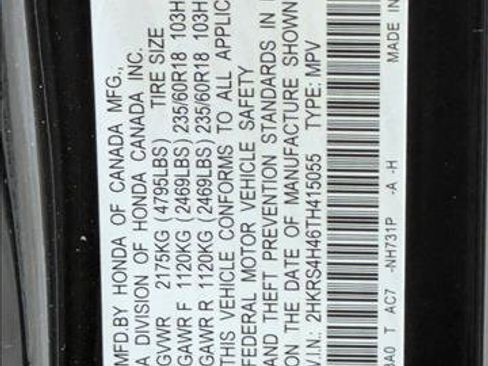 MFD.BY HONDA OF CANADA MFG.,
A DIVISION OF HONDA CANADA INC.
GVWR 2175KG (4795LBS) TIRE SIZE
GAWR F 1120KG (2469LBS) 235/60R18 103H
GAWR R 1120KG (2469LBS) 235/60R18 103H
THIS VEHICLE CONFORMS TO ALL APPLIC
FEDERAL MOTOR VEHICLE SAFETY
AND THEFT PREVENTION STANDARDS IN
ON THE DATE OF MANUFACTURE SHOWN
V.I.N.: 2HKRS4H46TH415055 TYPE: MPV
3A0 T AC7 -NH731P -A -H MADE IN